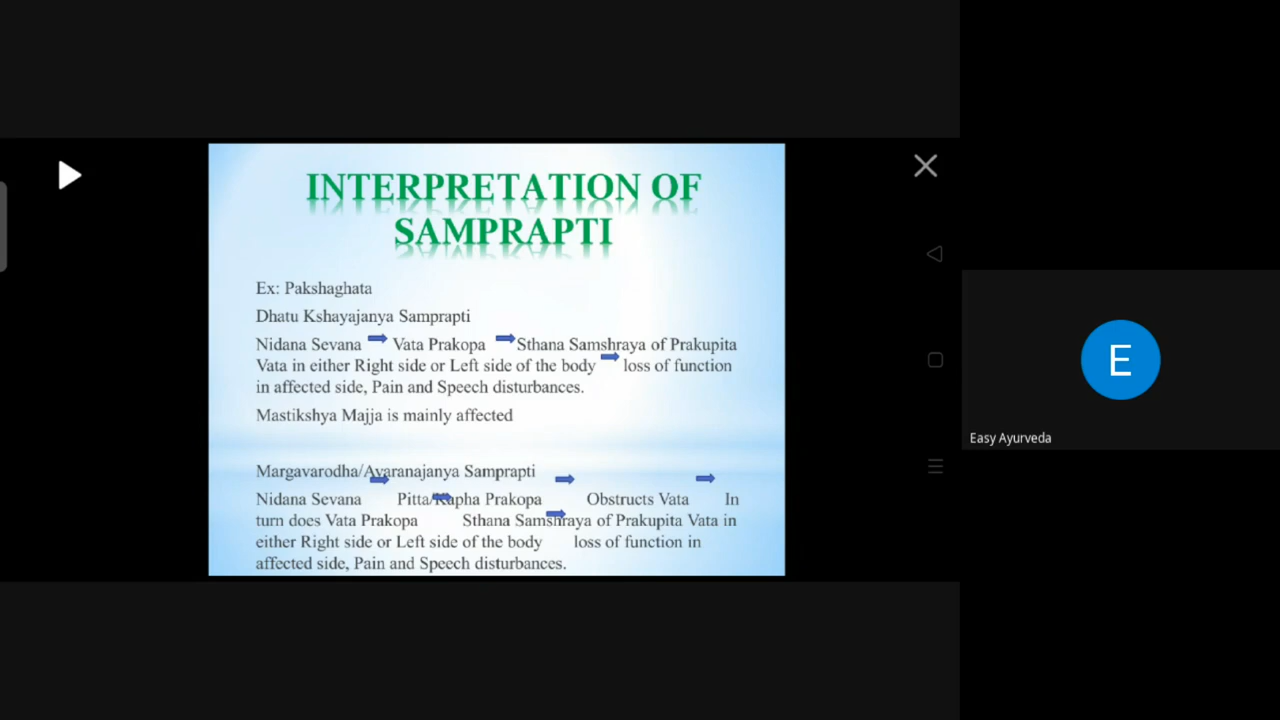 INTERPRETATION OF
SAMPRAPTI
Ex: Pakshaghata
Dhatu Kshayajanya Samprapti
Nidana Sevana Vata Prakopa Sthana Samshraya of Prakupita
Vata in either Right side or Left side of the body loss of function
in affected side, Pain and Speech disturbances.
Mastikshya Majja is mainly affected
Margavarodha/Avaranajanya Samprapti
Nidana Sevana Pitta/Kapha Prakopa Obstructs Vata In
turn does Vata Prakopa Sthana Samshraya of Prakupita Vata in
either Right side or Left side of the body loss of function in
affected side, Pain and Speech disturbances.
E
Easy Ayurveda